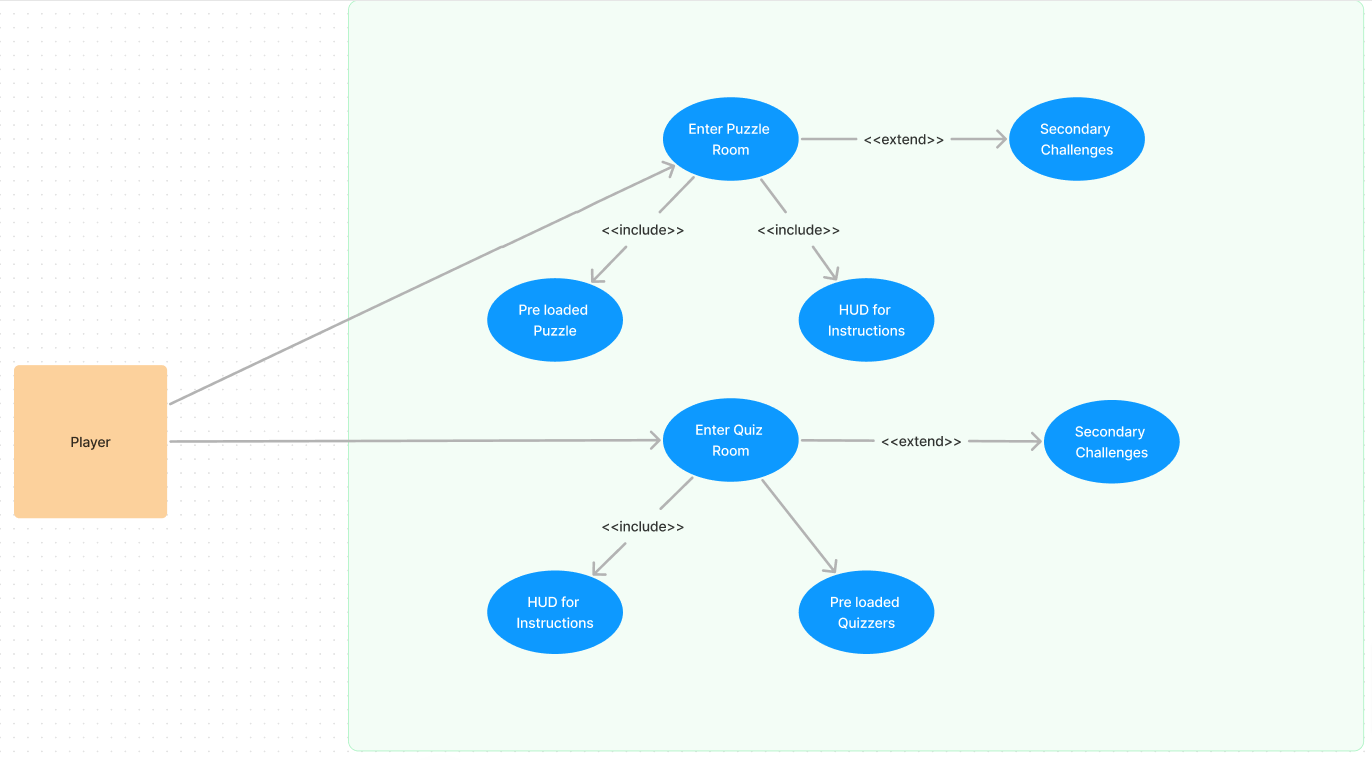 Enter Puzzle
Room
<<extend>>
Secondary
Challenges
<<include>>
<<include>>
Pre loaded
Puzzle
HUD for
Instructions
Player
Enter Quiz
Room
<<extend>>
Secondary
Challenges
<<include>>
HUD for
Instructions
Pre loaded
Quizzers